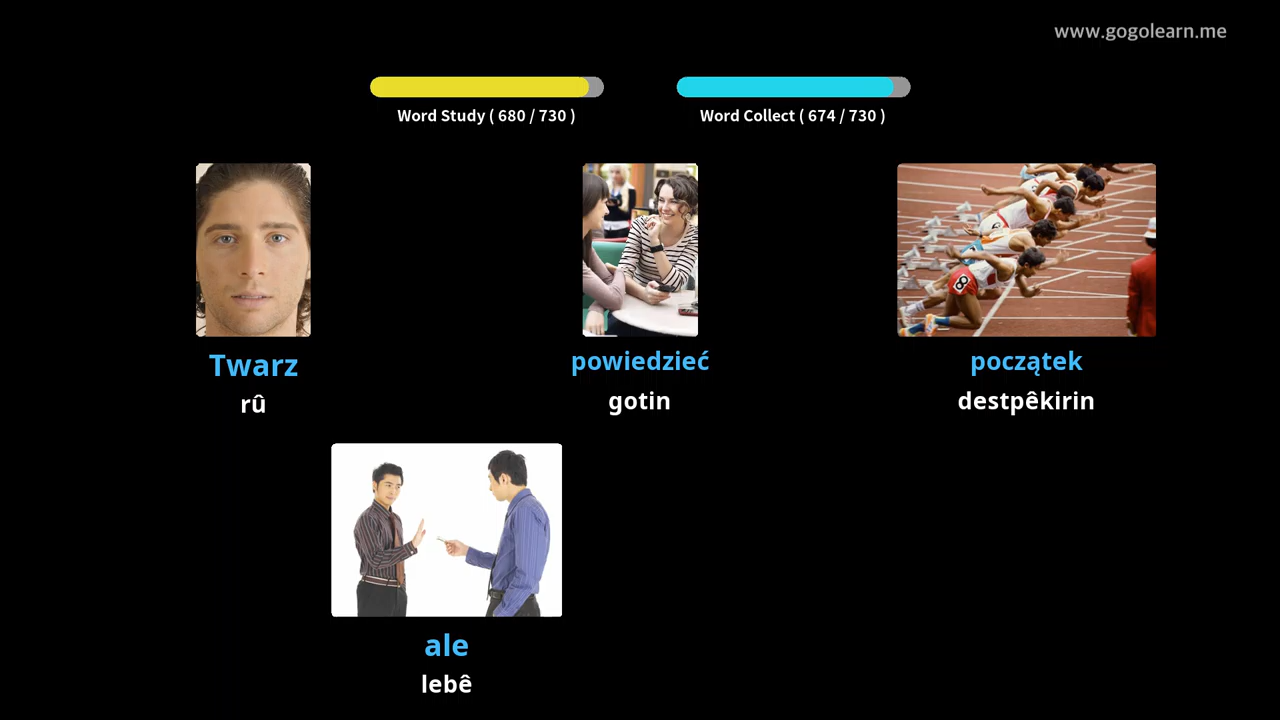 www.gogolearn.me
Word Study ( 680 / 730 )
Word Collect ( 674 / 730 )
Twarz
rû
powiedzieć
gotin
początek
destpêkirin
ale
lebê